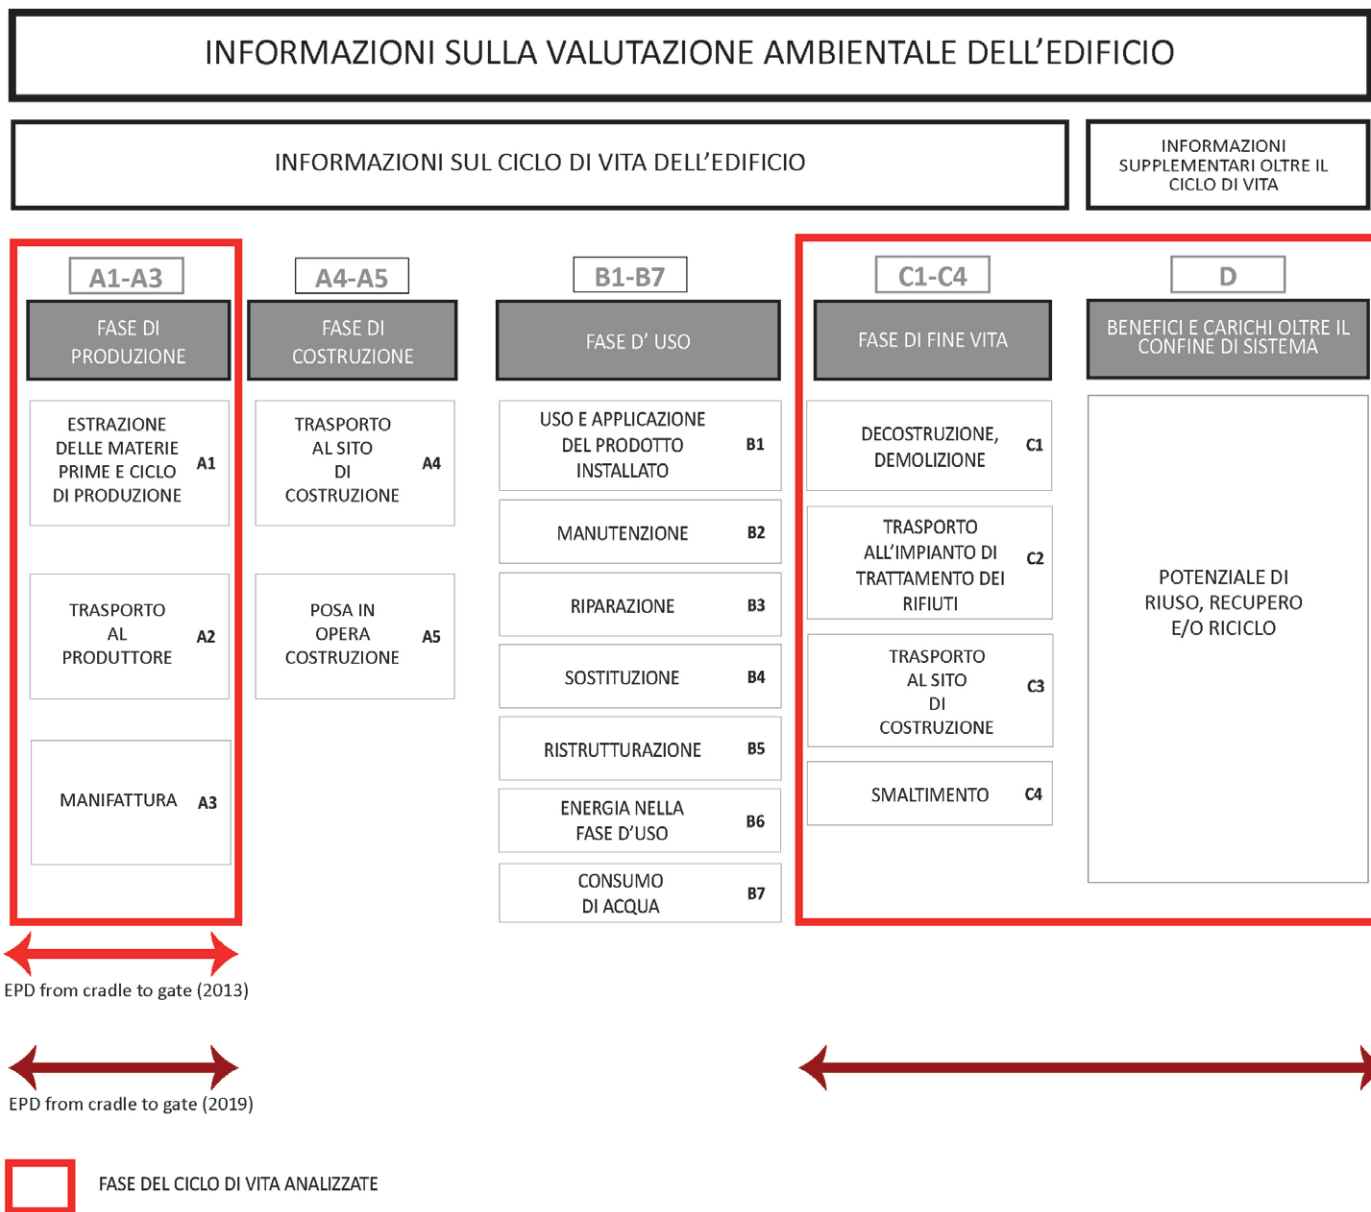 INFORMAZIONI SULLA VALUTAZIONE AMBIENTALE DELL'EDIFICIO
INFORMAZIONI SUL CICLO DI VITA DELL'EDIFICIO
INFORMAZIONI
SUPPLEMENTARI OLTRE IL
CICLO DI VITA
A1-A3
FASE DI
PRODUZIONE
ESTRAZIONE
DELLE MATERIE
PRIME E CICLO
DI PRODUZIONE
A1
TRASPORTO
AL
PRODUTTORE
A2
MANIFATTURA
A3
A4-A5
FASE DI
COSTRUZIONE
TRASPORTO
AL SITO
DI
COSTRUZIONE
A4
POSA IN
OPERA
COSTRUZIONE
A5
B1-B7
FASE D' USO
USO E APPLICAZIONE
DEL PRODOTTO
INSTALLATO
B1
MANUTENZIONE
B2
RIPARAZIONE
B3
SOSTITUZIONE
B4
RISTRUTTURAZIONE
B5
ENERGIA NELLA
FASE D'USO
B6
CONSUMO
DI ACQUA
B7
C1-C4
FASE DI FINE VITA
DECOSTRUZIONE,
DEMOLIZIONE
C1
TRASPORTO
ALL'IMPIANTO DI
TRATTAMENTO DEI
RIFIUTI
C2
TRASPORTO
AL SITO
DI
COSTRUZIONE
C3
SMALTIMENTO
C4
D
BENEFICI E CARICHI OLTRE IL
CONFINE DI SISTEMA
POTENZIALE DI
RIUSO, RECUPERO
E/O RICICLO
EPD from cradle to gate (2013)
EPD from cradle to gate (2019)
FASE DEL CICLO DI VITA ANALIZZATE